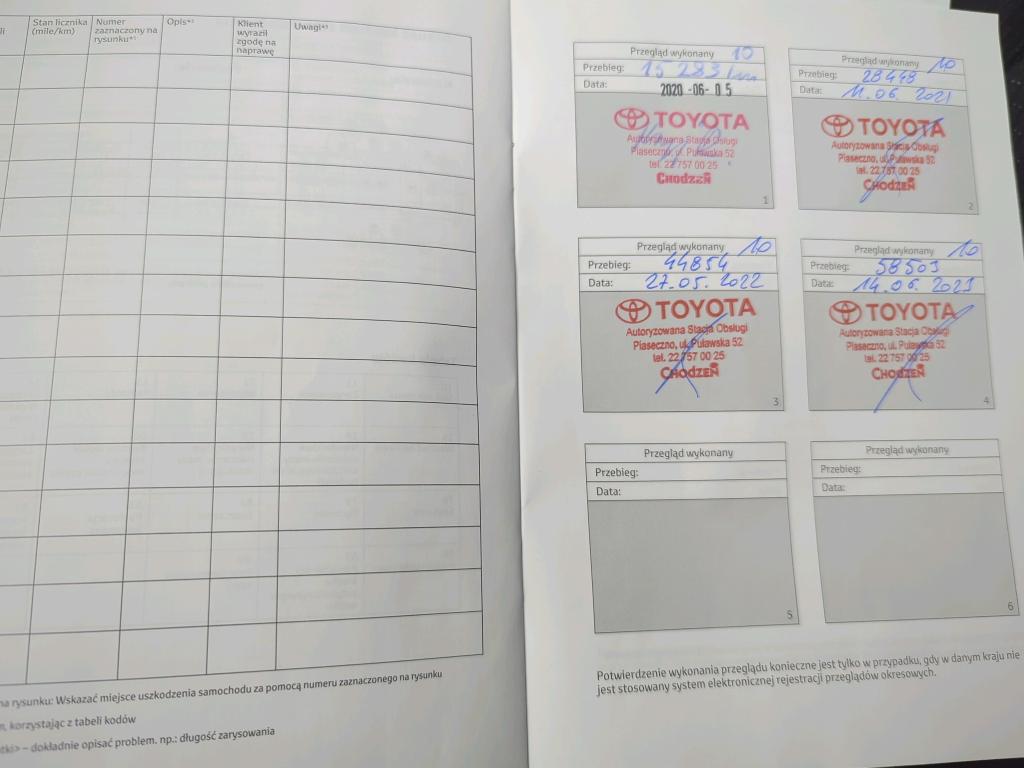 Stan licznika
(mile/km)
Numer
zaznaczony na
rysunku*¹
Opis*²
Klient
wyraził
zgodę na
naprawę
Uwagi*³
na rysunku: Wskazać miejsce uszkodzenia samochodu za pomocą numeru zaznaczonego na rysunku
korzystając z tabeli kodów
– dokładnie opisać problem. np.: długość zarysowania
Przegląd wykonany 10
Przebieg: 15 283 km
Data: 2020 -06- 05
TOYOTA
Autoryzowana Stacja Obsługi
Piaseczno, ul. Puławska 52
tel. 22 757 00 25
CHODZEŃ
1
Przegląd wykonany 10
Przebieg: 28448
Data: 11.06.2021
TOYOTA
Autoryzowana Stacja Obsługi
Piaseczno, ul. Puławska 52
tel. 22 757 00 25
CHODZEŃ
2
Przegląd wykonany 10
Przebieg: 44854
Data: 27.05.2022
TOYOTA
Autoryzowana Stacja Obsługi
Piaseczno, ul. Puławska 52
tel. 22 757 00 25
CHODZEŃ
3
Przegląd wykonany 10
Przebieg: 58503
Data: 14.06.2023
TOYOTA
Autoryzowana Stacja Obsługi
Piaseczno, ul. Puławska 52
tel. 22 757 00 25
CHODZEŃ
4
Przegląd wykonany
Przebieg:
Data:
5
Przegląd wykonany
Przebieg:
Data:
6
Potwierdzenie wykonania przeglądu konieczne jest tylko w przypadku, gdy w danym kraju nie
jest stosowany system elektronicznej rejestracji przeglądów okresowych.